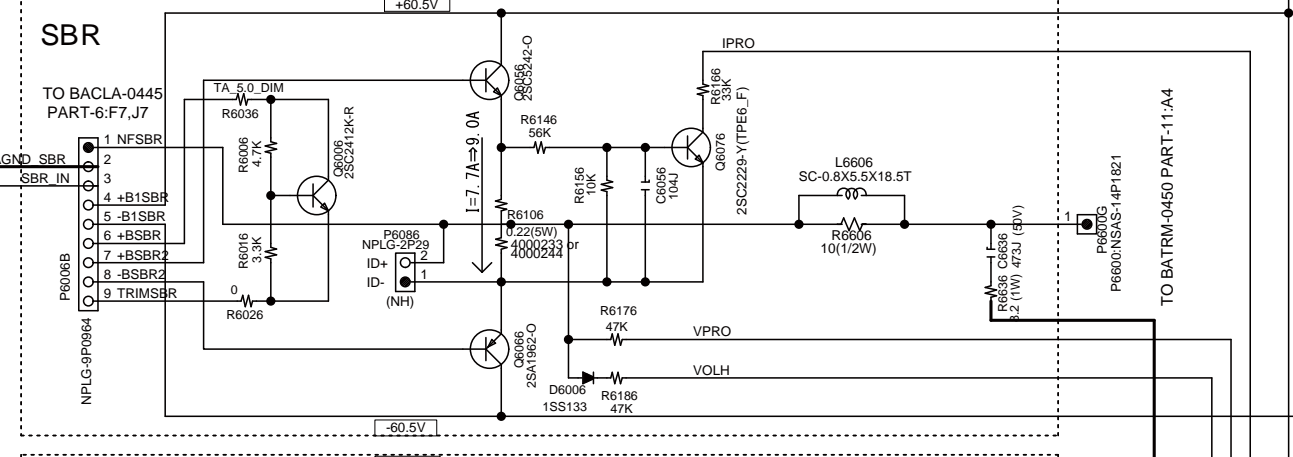 +60.5V
SBR
TO BACLA-0445
PART-6:F7,J7
1 NFSBR
AGND_SBR 2
SBR_IN 3
4 +B1SBR
5 -B1SBR
6 +BSBR
7 +BSBR2
8 -BSBR2
9 TRIMSBR
P6006B
NPLG-9P0964
TA_5.0_DIM
R6036
R6006
4.7K
Q6006
2SC2412K-R
R6016
3.3K
0
R6026
P6086
NPLG-2P29
ID+ 2
ID- 1
(NH)
Q6056
2SC5242-O
I=7.7A⇒9.0A
R6146
56K
R6106
0.22(5W)
4000233 or
4000244
R6156
10K
C6056
104J
IPRO
R6166
33K
Q6076
2SC2229-Y(TPE6_F)
Q6066
2SA1962-O
R6176
47K
VPRO
VOLH
D6006
1SS133
R6186
47K
-60.5V
L6606
SC-0.8X5.5X18.5T
R6606
10(1/2W)
C6636
473J (50V)
R6636
8.2 (1W)
1
P6600G
P6600:NSAS-14P1821
TO BATRM-0450 PART-11:A4